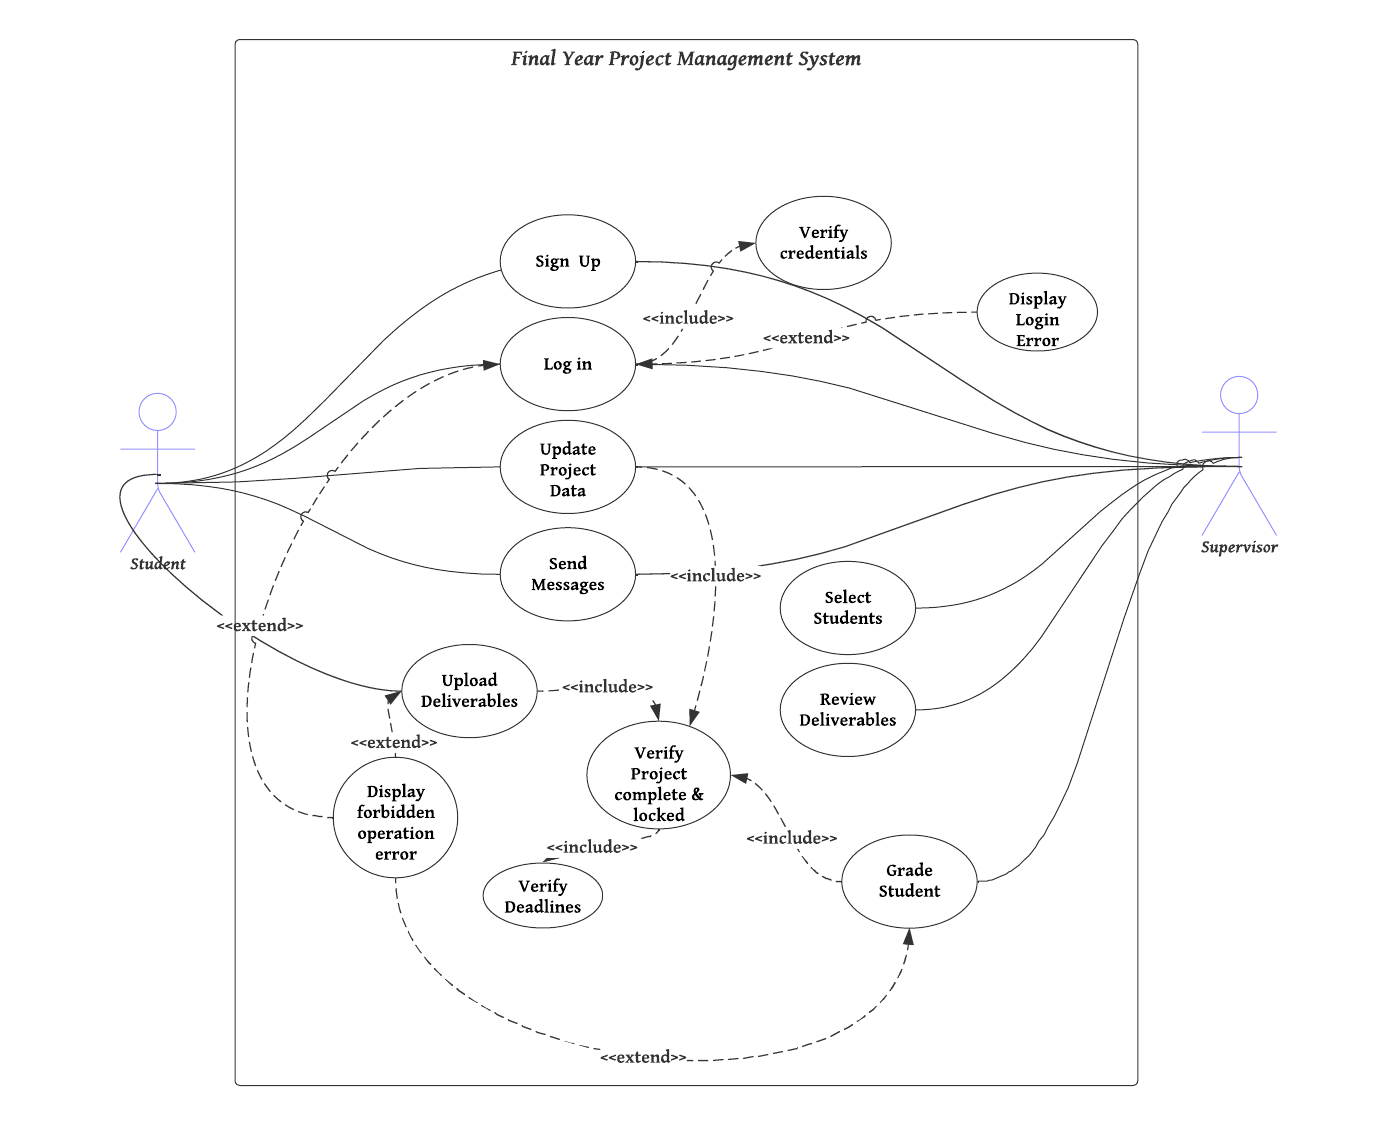 Final Year Project Management System
Verify
credentials
Sign  Up
Display
Login
Error
<<include>>
<<extend>>
Log in
Update
Project
Data
Student
Supervisor
Send
Messages
<<include>>
Select
Students
<<extend>>
Upload
Deliverables
<<include>>
Review
Deliverables
<<extend>>
Verify
Project
complete &
locked
Display
forbidden
operation
error
<<include>>
<<include>>
Verify
Deadlines
Grade
Student
<<extend>>